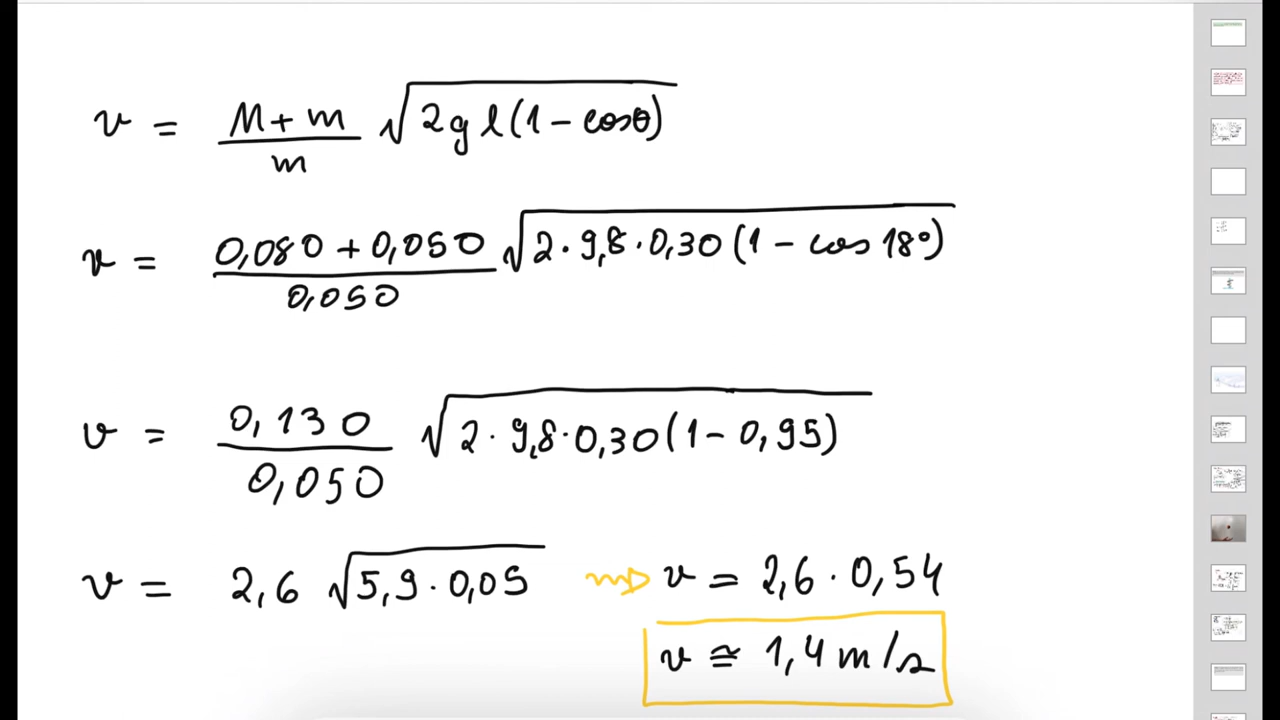 v = M+m/m √2gl(1-cosθ)
v = 0,080+0,050/0,050 √2·9,8·0,30(1-cos 18°)
v = 0,130/0,050 √2·9,8·0,30(1-0,95)
v = 2,6 √5,9·0,05 ⇒ v = 2,6·0,54
v ≅ 1,4 m/s